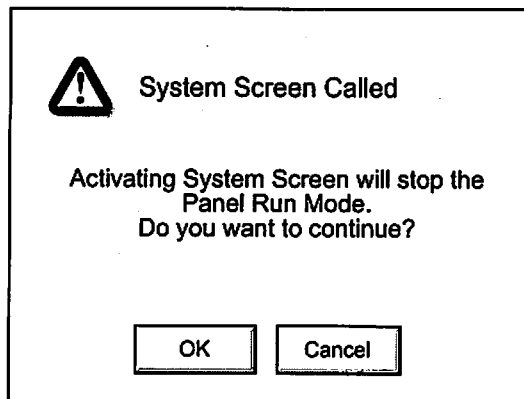 System Screen Called
Activating System Screen will stop the
Panel Run Mode.
Do you want to continue?
OK
Cancel